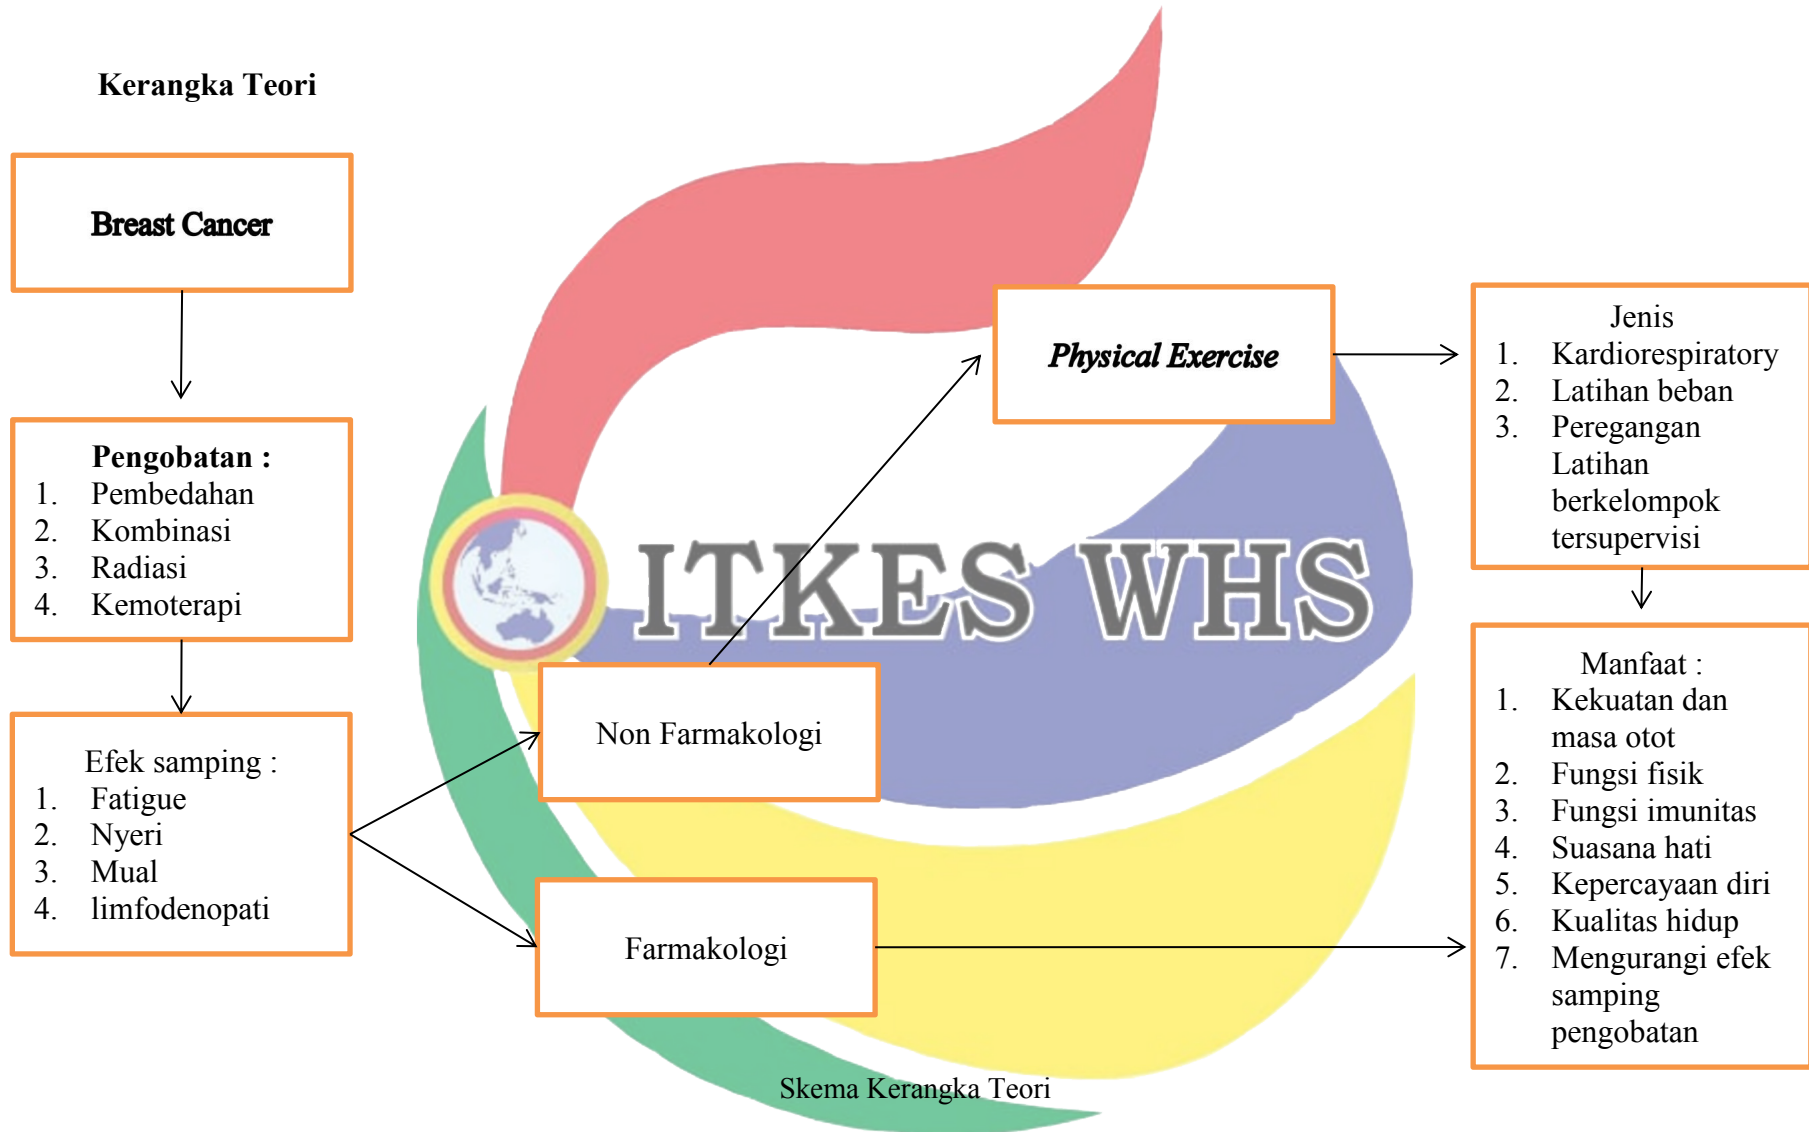 Kerangka Teori
Breast Cancer
Pengobatan :
1. Pembedahan
2. Kombinasi
3. Radiasi
4. Kemoterapi
Efek samping :
1. Fatigue
2. Nyeri
3. Mual
4. limfodenopati
Non Farmakologi
Farmakologi
Physical Exercise
Jenis
1. Kardiorespiratory
2. Latihan beban
3. Peregangan
Latihan
berkelompok
tersupervisi
Manfaat :
1. Kekuatan dan
masa otot
2. Fungsi fisik
3. Fungsi imunitas
4. Suasana hati
5. Kepercayaan diri
6. Kualitas hidup
7. Mengurangi efek
samping
pengobatan
ITKES WHS
Skema Kerangka Teori